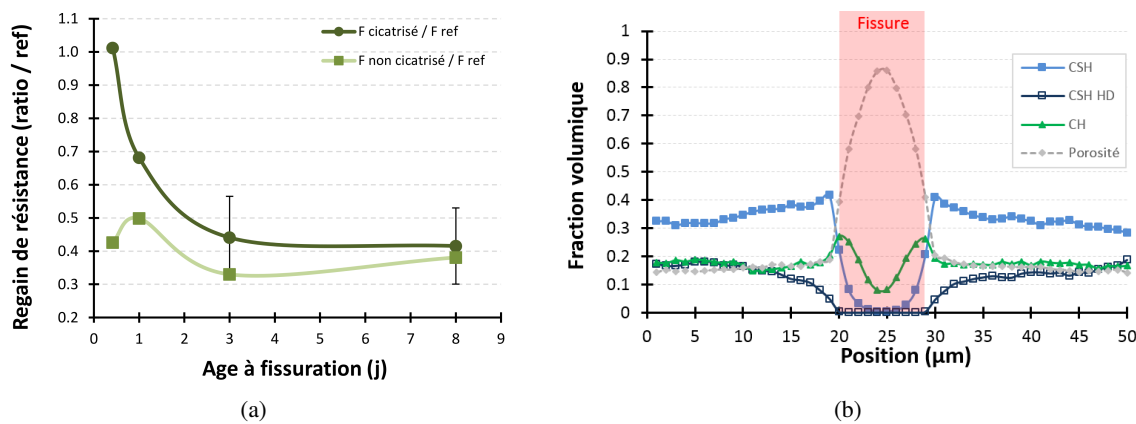 1.1
1.0
0.9
0.8
0.7
0.6
0.5
0.4
0.3
0.2
Regain de résistance (ratio / ref)
F cicatrisé / F ref
F non cicatrisé / F ref
0 1 2 3 4 5 6 7 8 9
Age à fissuration (j)
(a)
Fissure
1
0.9
0.8
0.7
0.6
0.5
0.4
0.3
0.2
0.1
0
Fraction volumique
CSH
CSH HD
CH
Porosité
0 5 10 15 20 25 30 35 40 45 50
Position (µm)
(b)